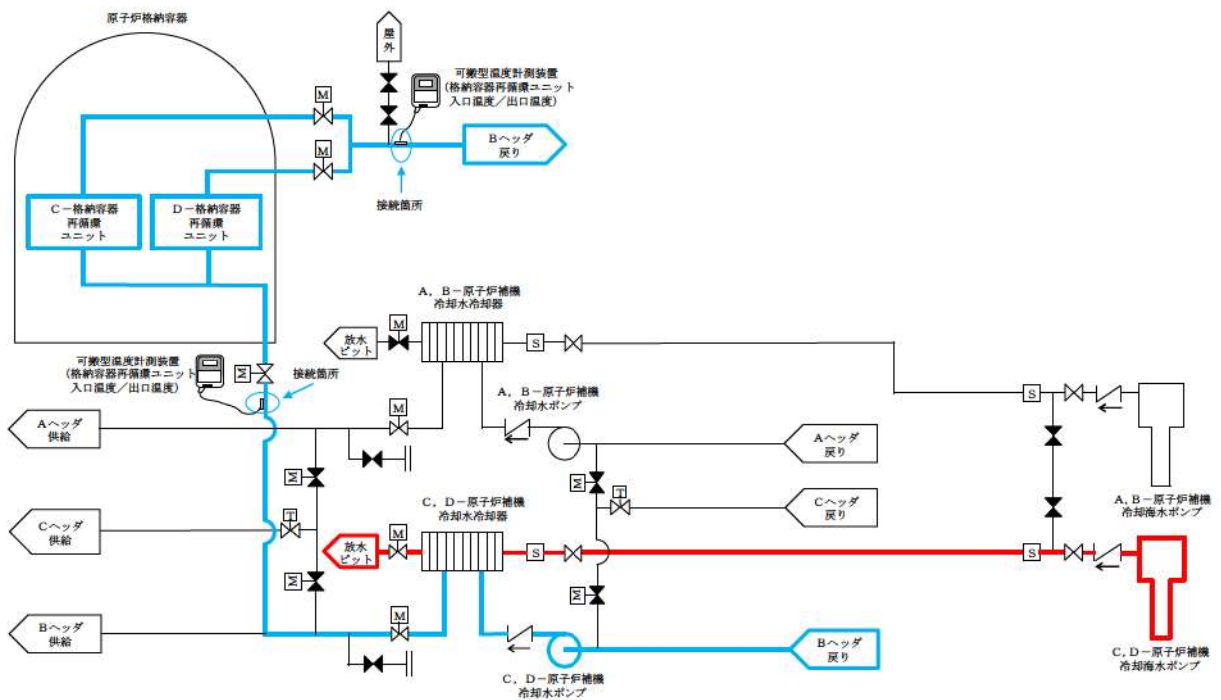 原子炉格納容器
屋外
可搬型温度計測装置
(格納容器再循環ユニット
入口温度／出口温度)
M
M
Bヘッダ
戻り
接続箇所
C－格納容器
再循環
ユニット
D－格納容器
再循環
ユニット
A，B－原子炉補機
冷却水冷却器
放水
ピット
M
S
可搬型温度計測装置
(格納容器再循環ユニット
入口温度／出口温度)
M
接続箇所
A，B－原子炉補機
冷却水ポンプ
S
M
Aヘッダ
供給
Aヘッダ
戻り
M
M
Cヘッダ
戻り
T
A，B－原子炉補機
冷却海水ポンプ
C，D－原子炉補機
冷却水冷却器
Cヘッダ
供給
T
放水
ピット
M
S
S
M
M
Bヘッダ
供給
M
Bヘッダ
戻り
C，D－原子炉補機
冷却水ポンプ
C，D－原子炉補機
冷却海水ポンプ